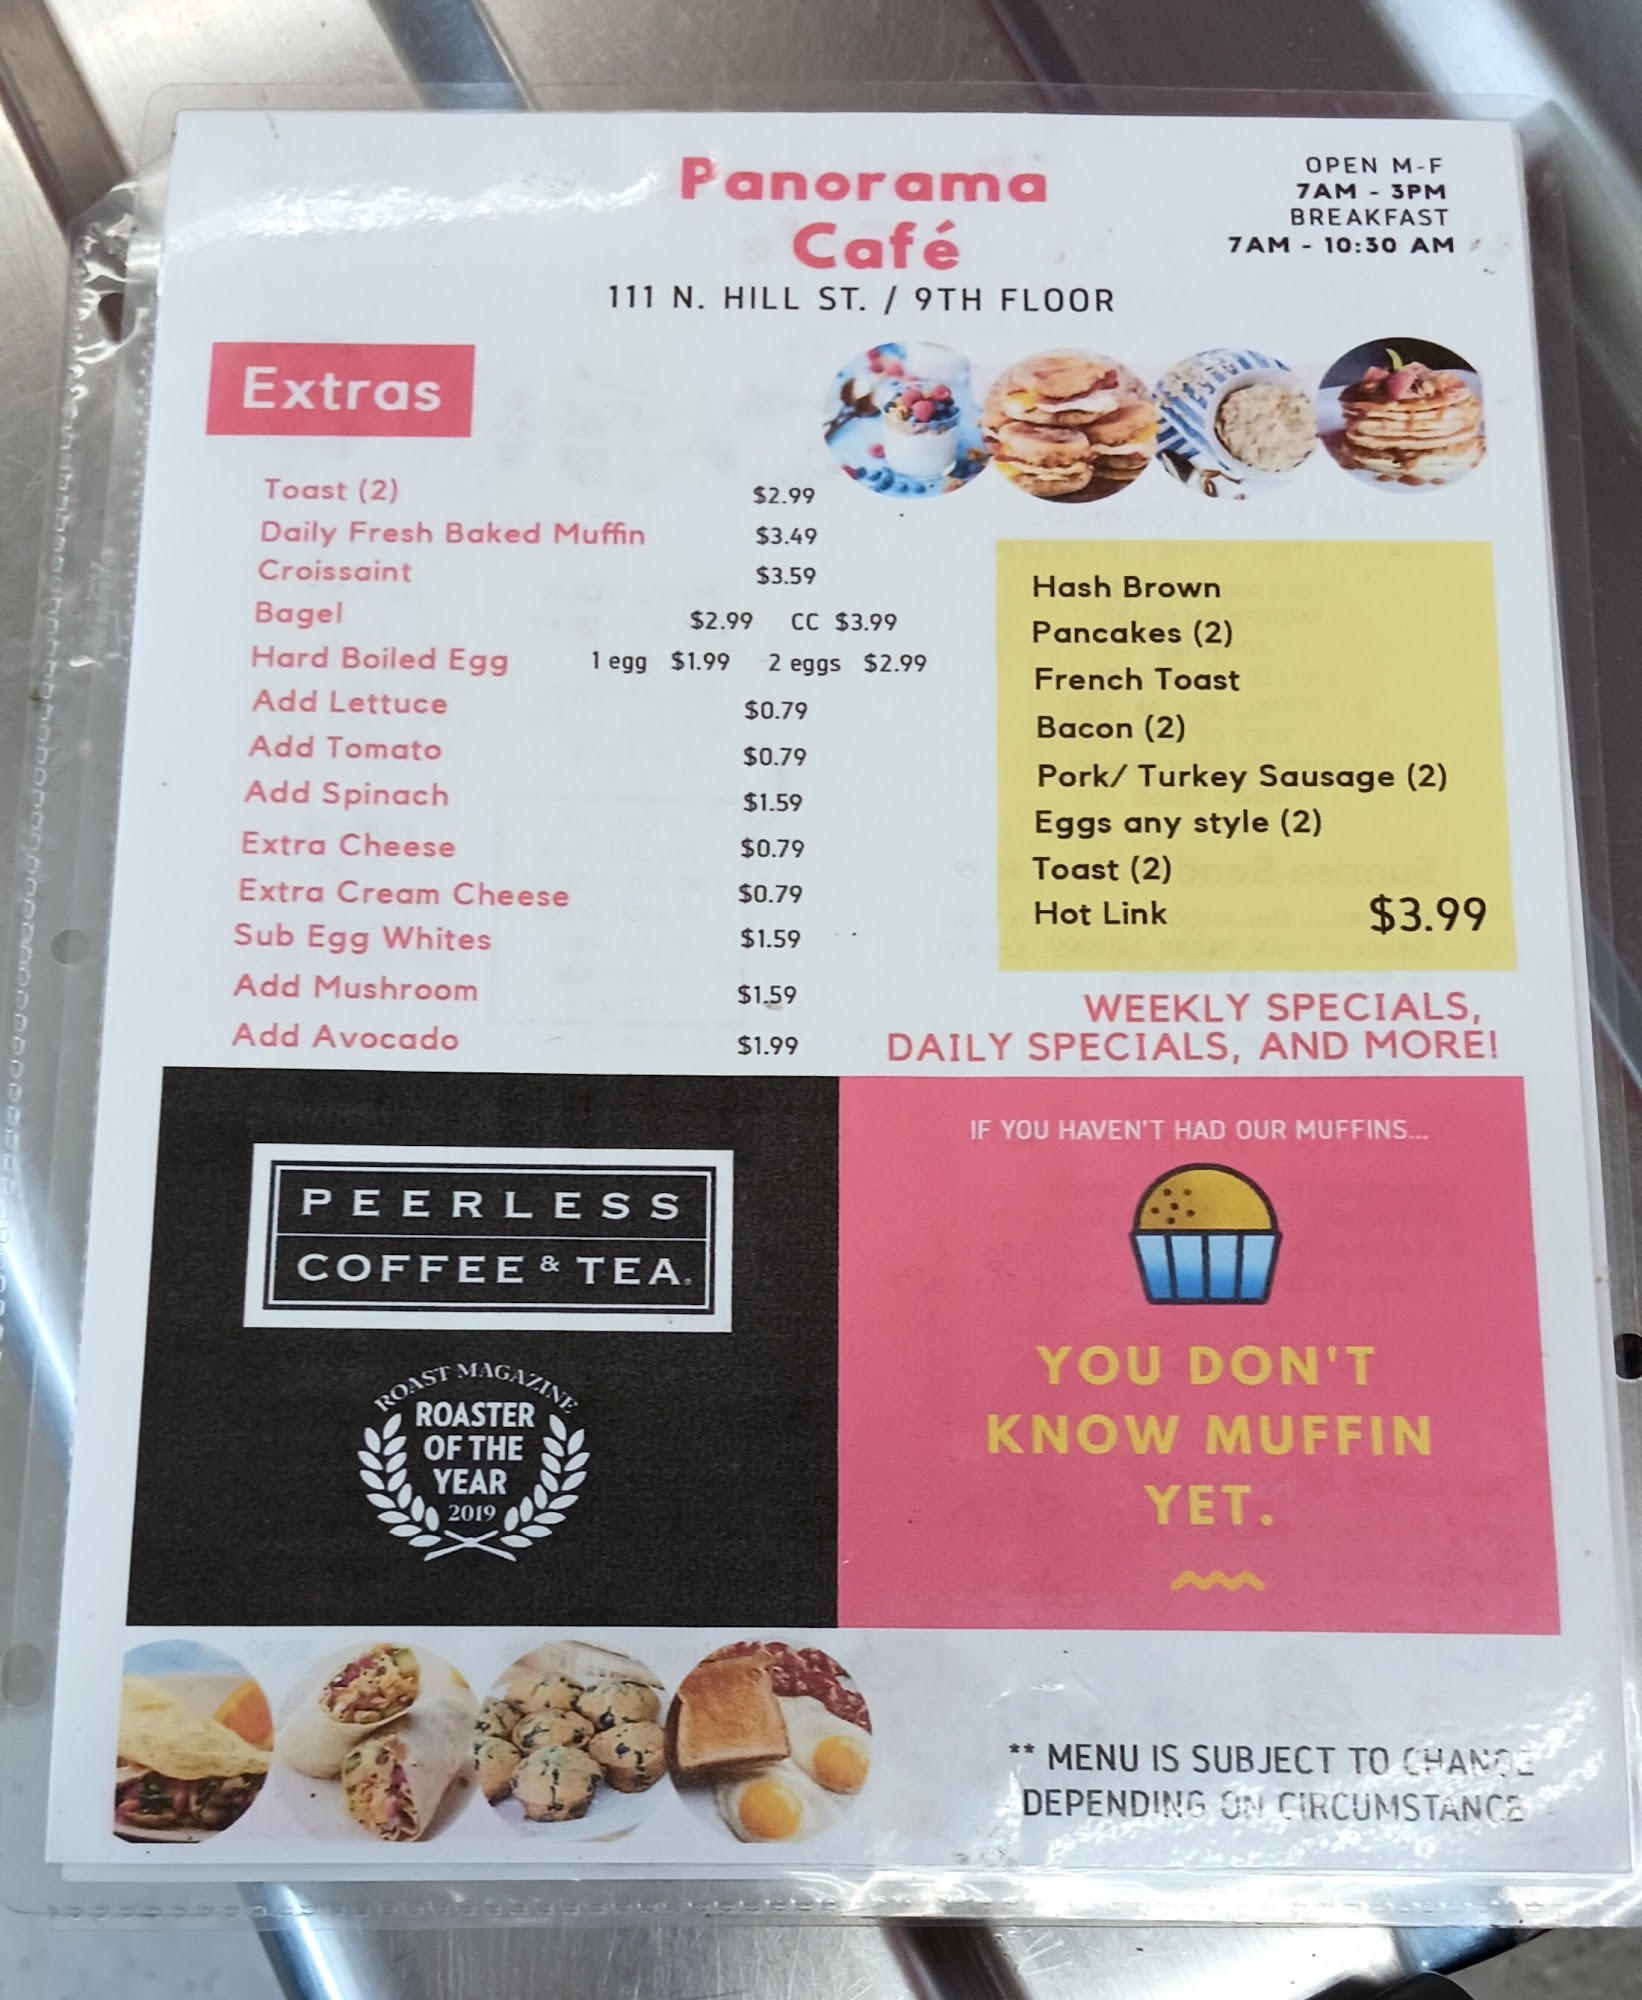 Panorama
Café
111 N. HILL ST. / 9TH FLOOR
OPEN M-F
7AM - 3PM
BREAKFAST
7AM - 10:30 AM
Extras
Toast (2) $2.99
Daily Fresh Baked Muffin $3.49
Croissaint $3.59
Bagel $2.99 CC $3.99
Hard Boiled Egg 1 egg $1.99 2 eggs $2.99
Add Lettuce $0.79
Add Tomato $0.79
Add Spinach $1.59
Extra Cheese $0.79
Extra Cream Cheese $0.79
Sub Egg Whites $1.59
Add Mushroom $1.59
Add Avocado $1.99
Hash Brown
Pancakes (2)
French Toast
Bacon (2)
Pork/ Turkey Sausage (2)
Eggs any style (2)
Toast (2)
Hot Link $3.99
WEEKLY SPECIALS,
DAILY SPECIALS, AND MORE!
PEERLESS
COFFEE & TEA.
ROAST MAGAZINE
ROASTER
OF THE
YEAR
2019
IF YOU HAVEN'T HAD OUR MUFFINS...
YOU DON'T
KNOW MUFFIN
YET.
** MENU IS SUBJECT TO CHANGE
DEPENDING ON CIRCUMSTANCE